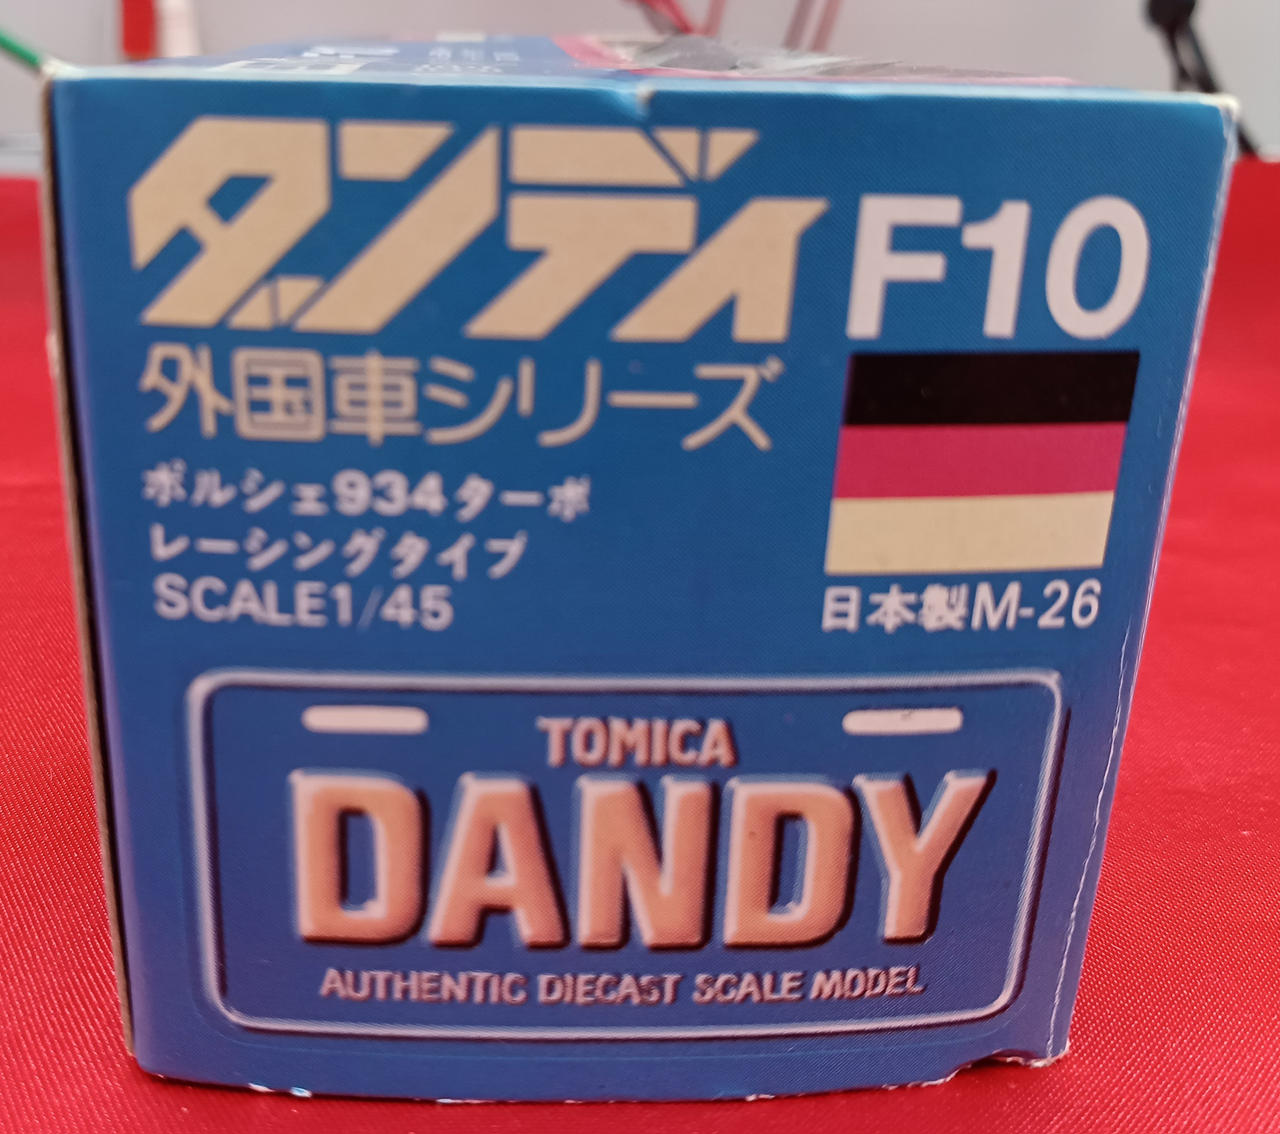 ダンディ
F10
外国車シリーズ
ポルシェ934ターボ
レーシングタイプ
SCALE1/45
日本製M-26
TOMICA
DANDY
AUTHENTIC DIECAST SCALE MODEL